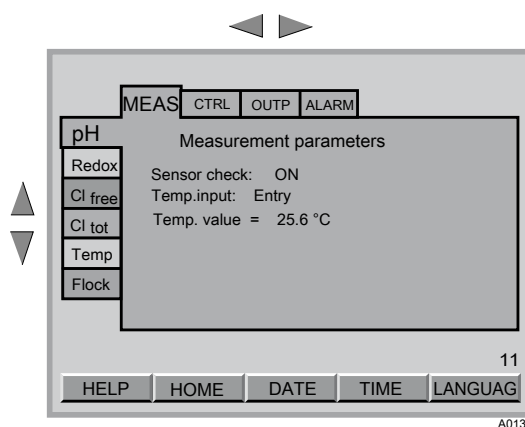 MEAS CTRL OUTP ALARM
pH
Measurement parameters
Redox
Sensor check: ON
Cl free
Temp.input: Entry
Cl tot
Temp. value = 25.6 °C
Temp
Flock
11
HELP HOME DATE TIME LANGUAG
A013